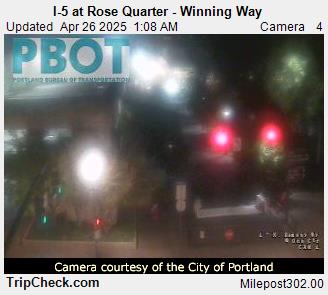 I-5 at Rose Quarter - Winning Way
Updated Apr 26 2025 1:08 AM Camera 4
PBOT
PORTLAND BUREAU OF TRANSPORTATION
Camera courtesy of the City of Portland
TripCheck.com Milepost302.00